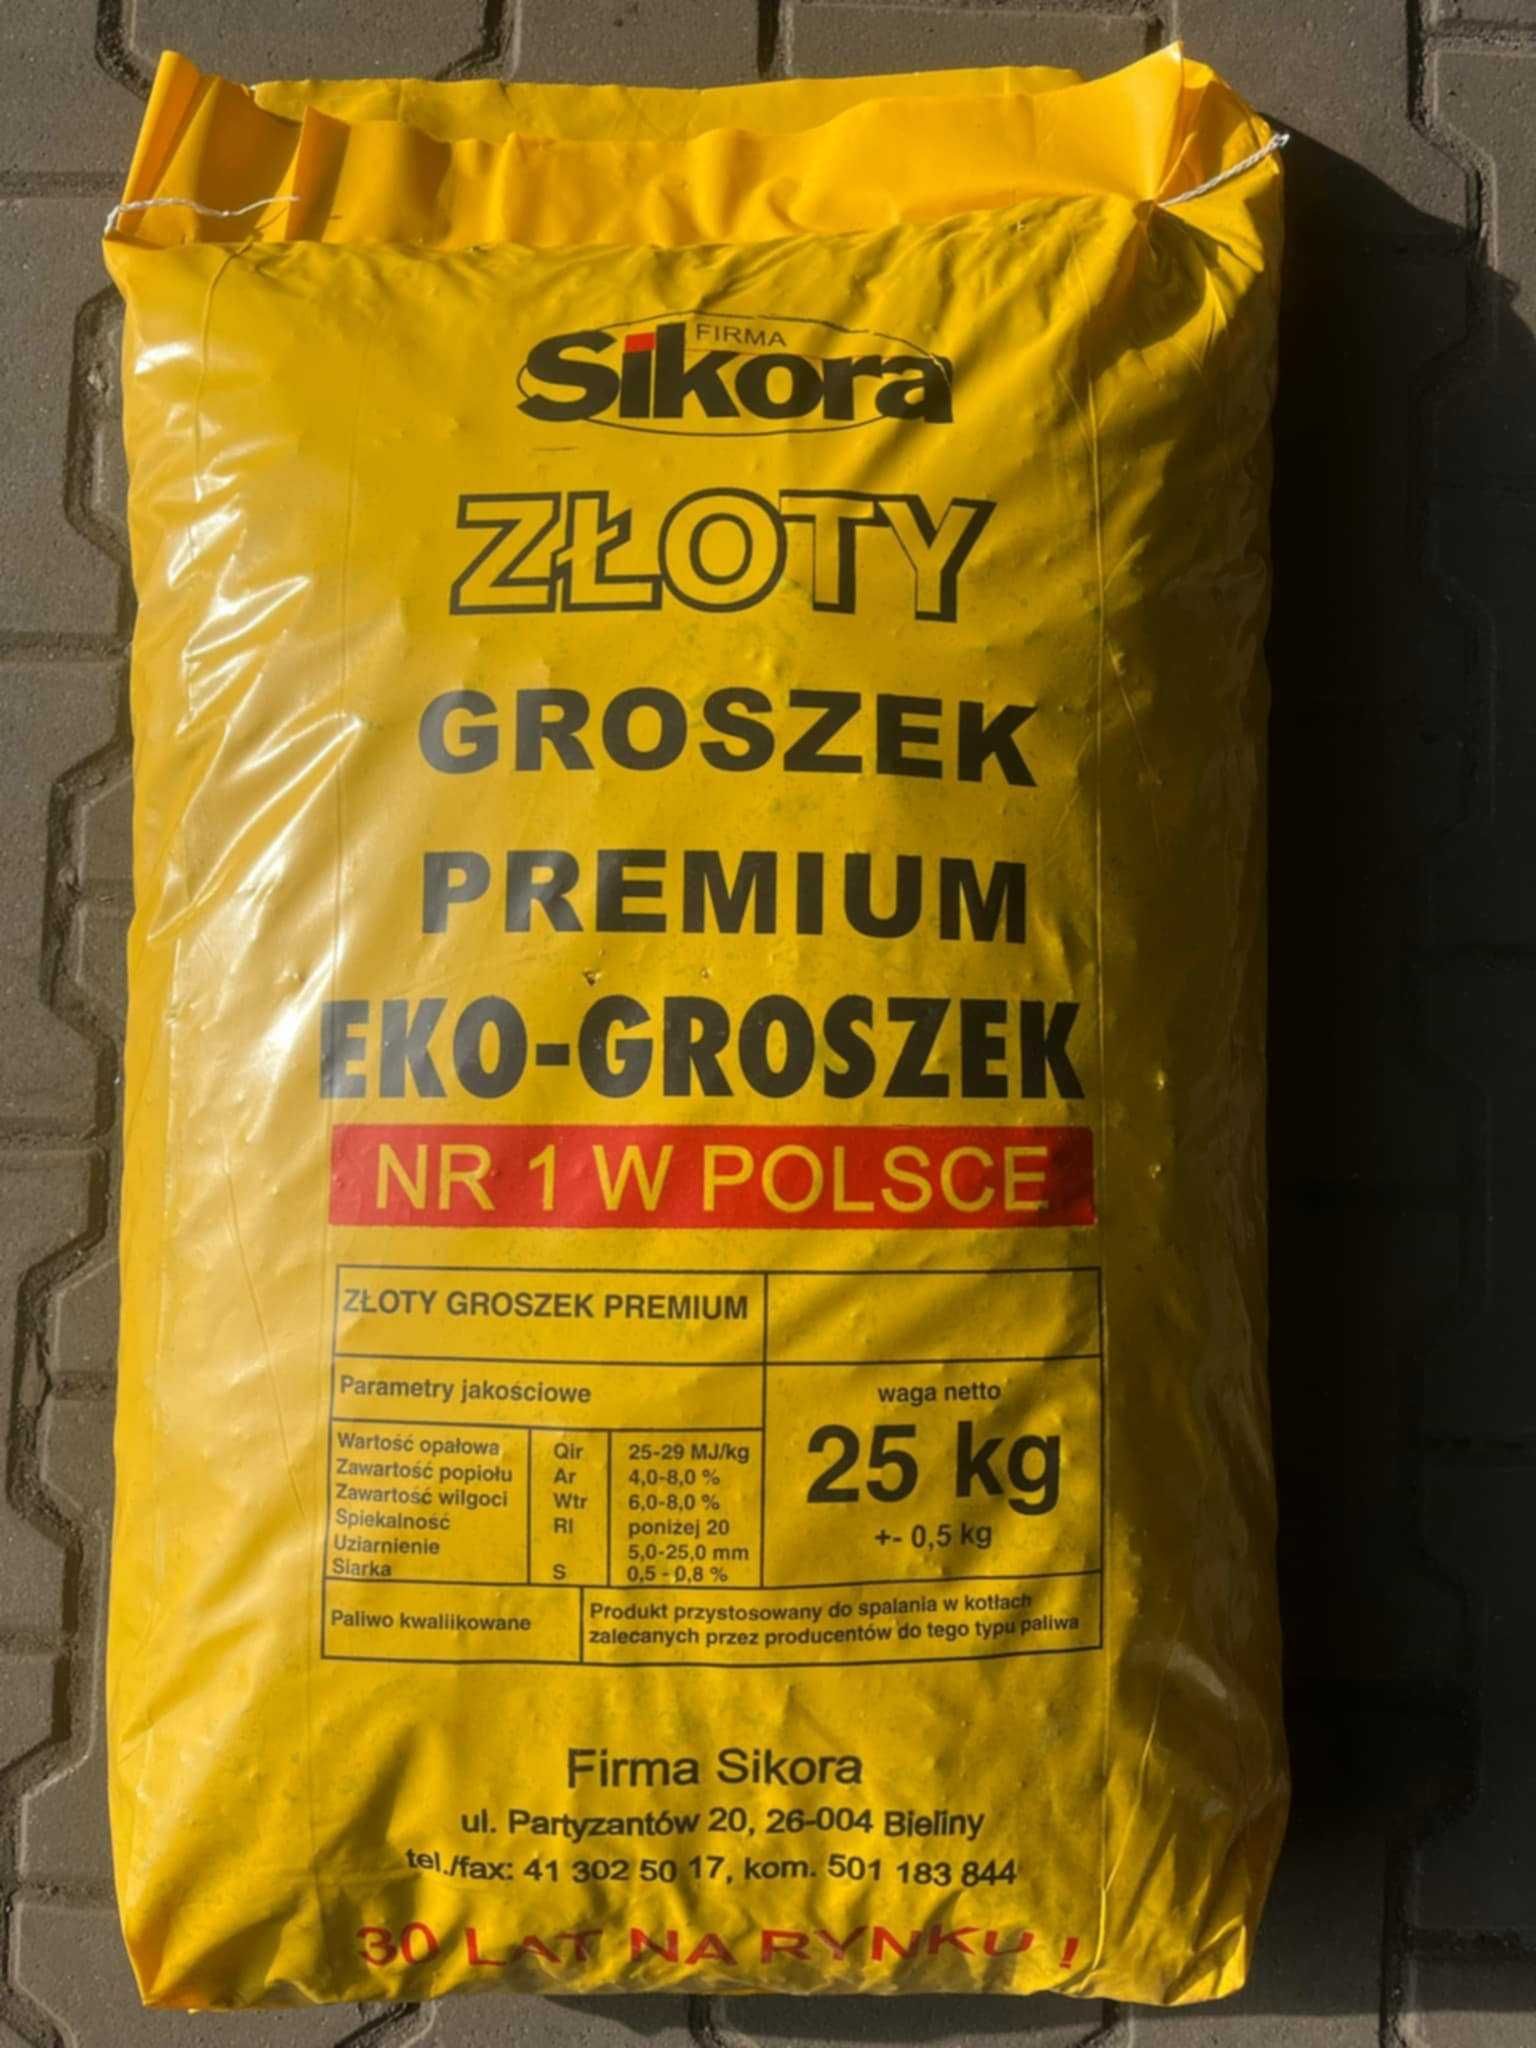 FIRMA
Sikora
ZŁOTY
GROSZEK
PREMIUM
EKO-GROSZEK
NR 1 W POLSCE
ZŁOTY GROSZEK PREMIUM
Parametry jakościowe
Wartość opałowa Qir 25-29 MJ/kg
Zawartość popiołu Ar 4,0-8,0 %
Zawartość wilgoci Wtr 6,0-8,0 %
Spiekalność RI poniżej 20
Uziarnienie 5,0-25,0 mm
Siarka S 0,5 - 0,8 %
waga netto
25 kg
+- 0,5 kg
Paliwo kwaliikowane
Produkt przystosowany do spalania w kotłach
zalecanych przez producentów do tego typu paliwa
Firma Sikora
ul. Partyzantów 20, 26-004 Bieliny
tel./fax: 41 302 50 17, kom. 501 183 844
30 LAT NA RYNKU !